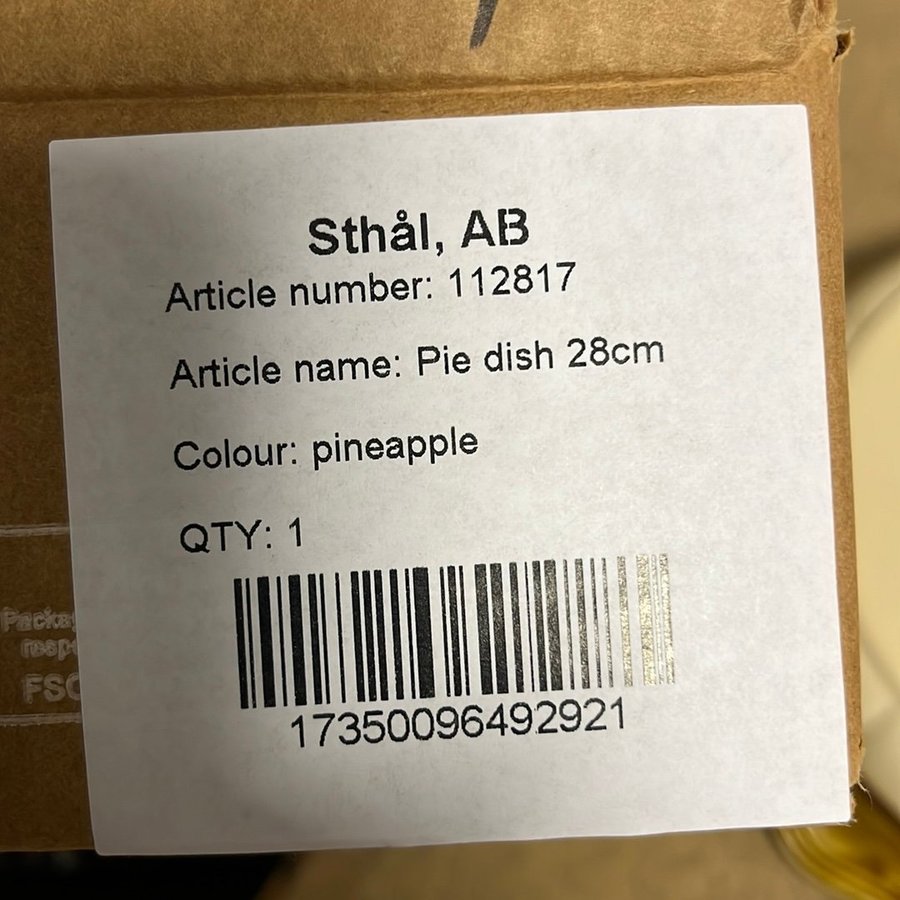 Sthål, AB
Article number: 112817
Article name: Pie dish 28cm
Colour: pineapple
QTY: 1
17350096492921
FSC